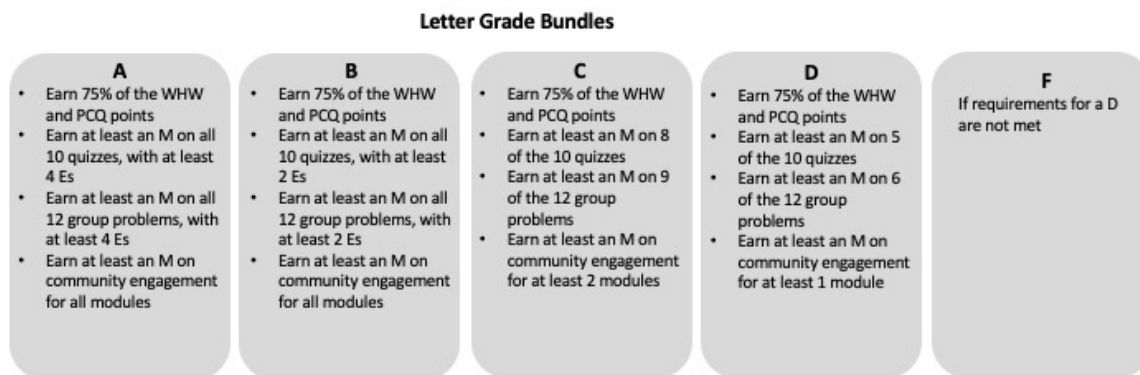 Letter Grade Bundles
A
• Earn 75% of the WHW
and PCQ points
• Earn at least an M on all
10 quizzes, with at least
4 Es
• Earn at least an M on all
12 group problems, with
at least 4 Es
• Earn at least an M on
community engagement
for all modules
B
• Earn 75% of the WHW
and PCQ points
• Earn at least an M on all
10 quizzes, with at least
2 Es
• Earn at least an M on all
12 group problems, with
at least 2 Es
• Earn at least an M on
community engagement
for all modules
C
• Earn 75% of the WHW
and PCQ points
• Earn at least an M on 8
of the 10 quizzes
• Earn at least an M on 9
of the 12 group
problems
• Earn at least an M on
community engagement
for at least 2 modules
D
• Earn 75% of the WHW
and PCQ points
• Earn at least an M on 5
of the 10 quizzes
• Earn at least an M on 6
of the 12 group
problems
• Earn at least an M on
community engagement
for at least 1 module
F
If requirements for a D
are not met